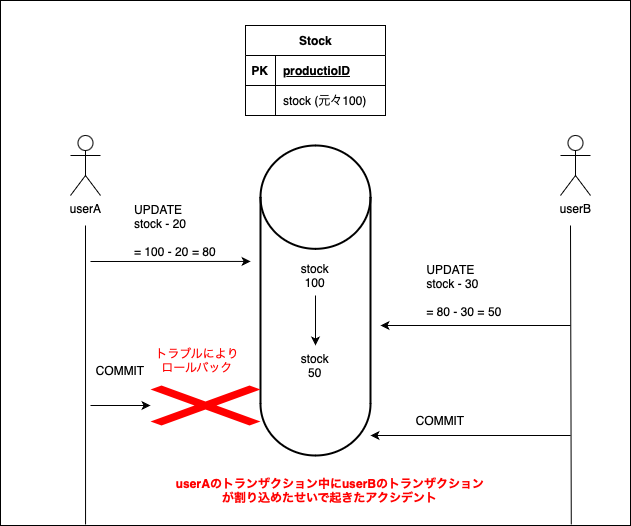 Stock
PK productioID
stock (元々100)
userA
userB
UPDATE
stock - 20
= 100 - 20 = 80
stock
100
UPDATE
stock - 30
= 80 - 30 = 50
トラブルにより
ロールバック
stock
50
COMMIT
COMMIT
userAのトランザクション中にuserBのトランザクション
が割り込めたせいで起きたアクシデント